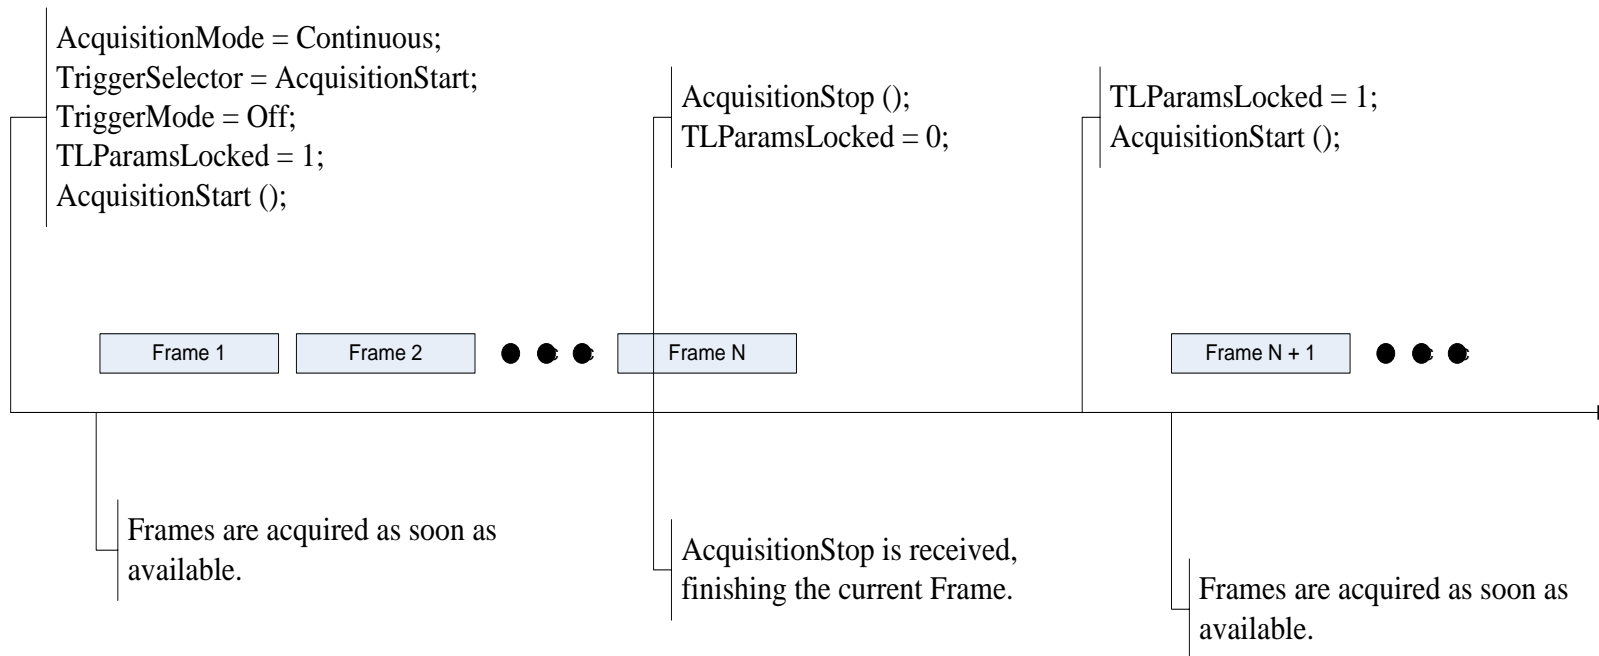 AcquisitionMode = Continuous;
TriggerSelector = AcquisitionStart;
TriggerMode = Off;
TLParamsLocked = 1;
AcquisitionStart ();
AcquisitionStop ();
TLParamsLocked = 0;
TLParamsLocked = 1;
AcquisitionStart ();
Frame 1
Frame 2
Frame N
Frame N + 1
Frames are acquired as soon as
available.
AcquisitionStop is received,
finishing the current Frame.
Frames are acquired as soon as
available.